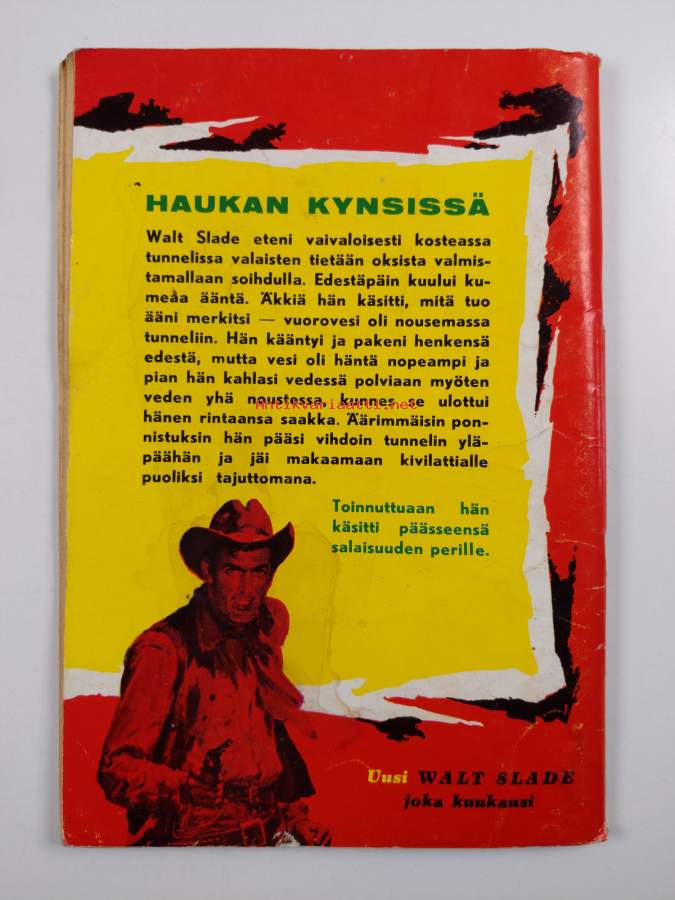 HAUKAN KYNSISSÄ
Walt Slade eteni vaivaloisesti kosteassa
tunnelissa valaisten tietään oksista valmis-
tamallaan soihdulla. Edestäpäin kuului ku-
meaa ääntä. Äkkiä hän käsitti, mitä tuo
ääni merkitsi — vuorovesi oli nousemassa
tunneliin. Hän kääntyi ja pakeni henkensä
edestä, mutta vesi oli häntä nopeampi ja
pian hän kahlasi vedessä polviaan myöten
veden yhä noustessa, kunnes se ulottui
Antikvariaatti.net
hänen rintaansa saakka. Äärimmäisin pon-
nistuksin hän pääsi vihdoin tunnelin ylä-
päähän ja jäi makaamaan kivilattialle
puoliksi tajuttomana.
Toinnuttuaan hän
käsitti päässeensä
salaisuuden perille.
Uusi WALT SLADE
joka kuukausi